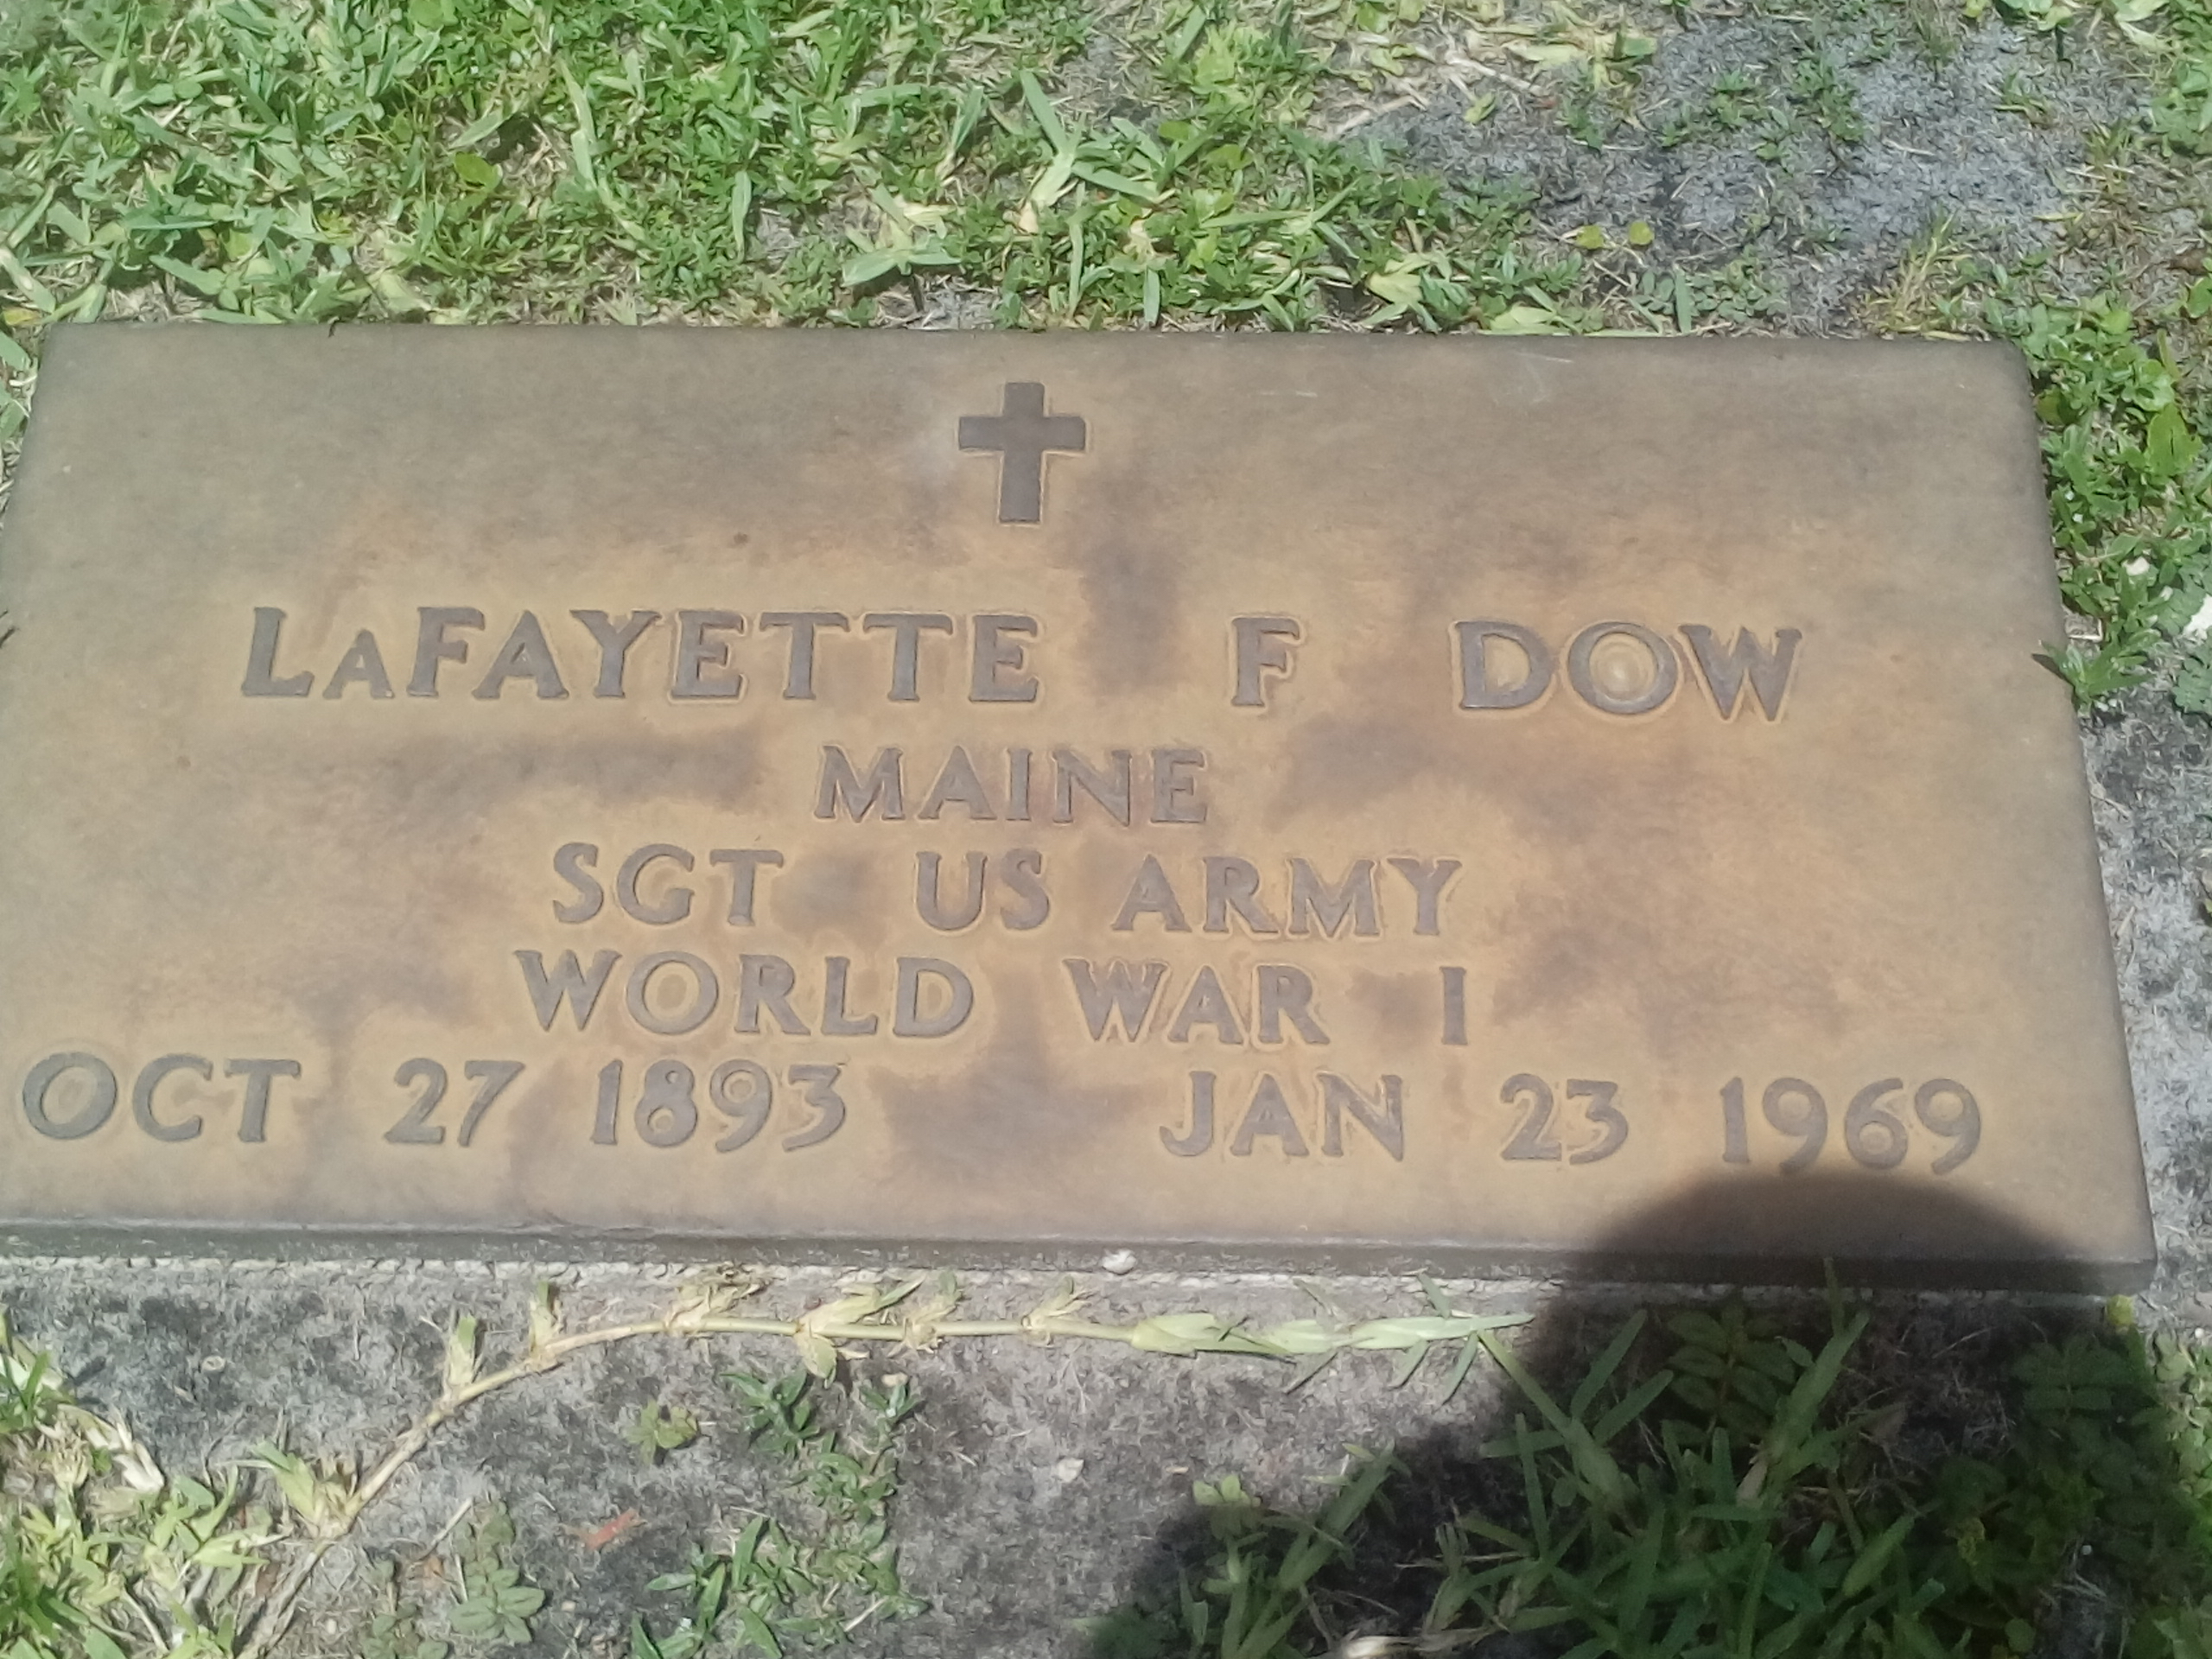 LaFAYETTE F DOW
MAINE
SGT US ARMY
WORLD WAR I
OCT 27 1893 JAN 23 1969